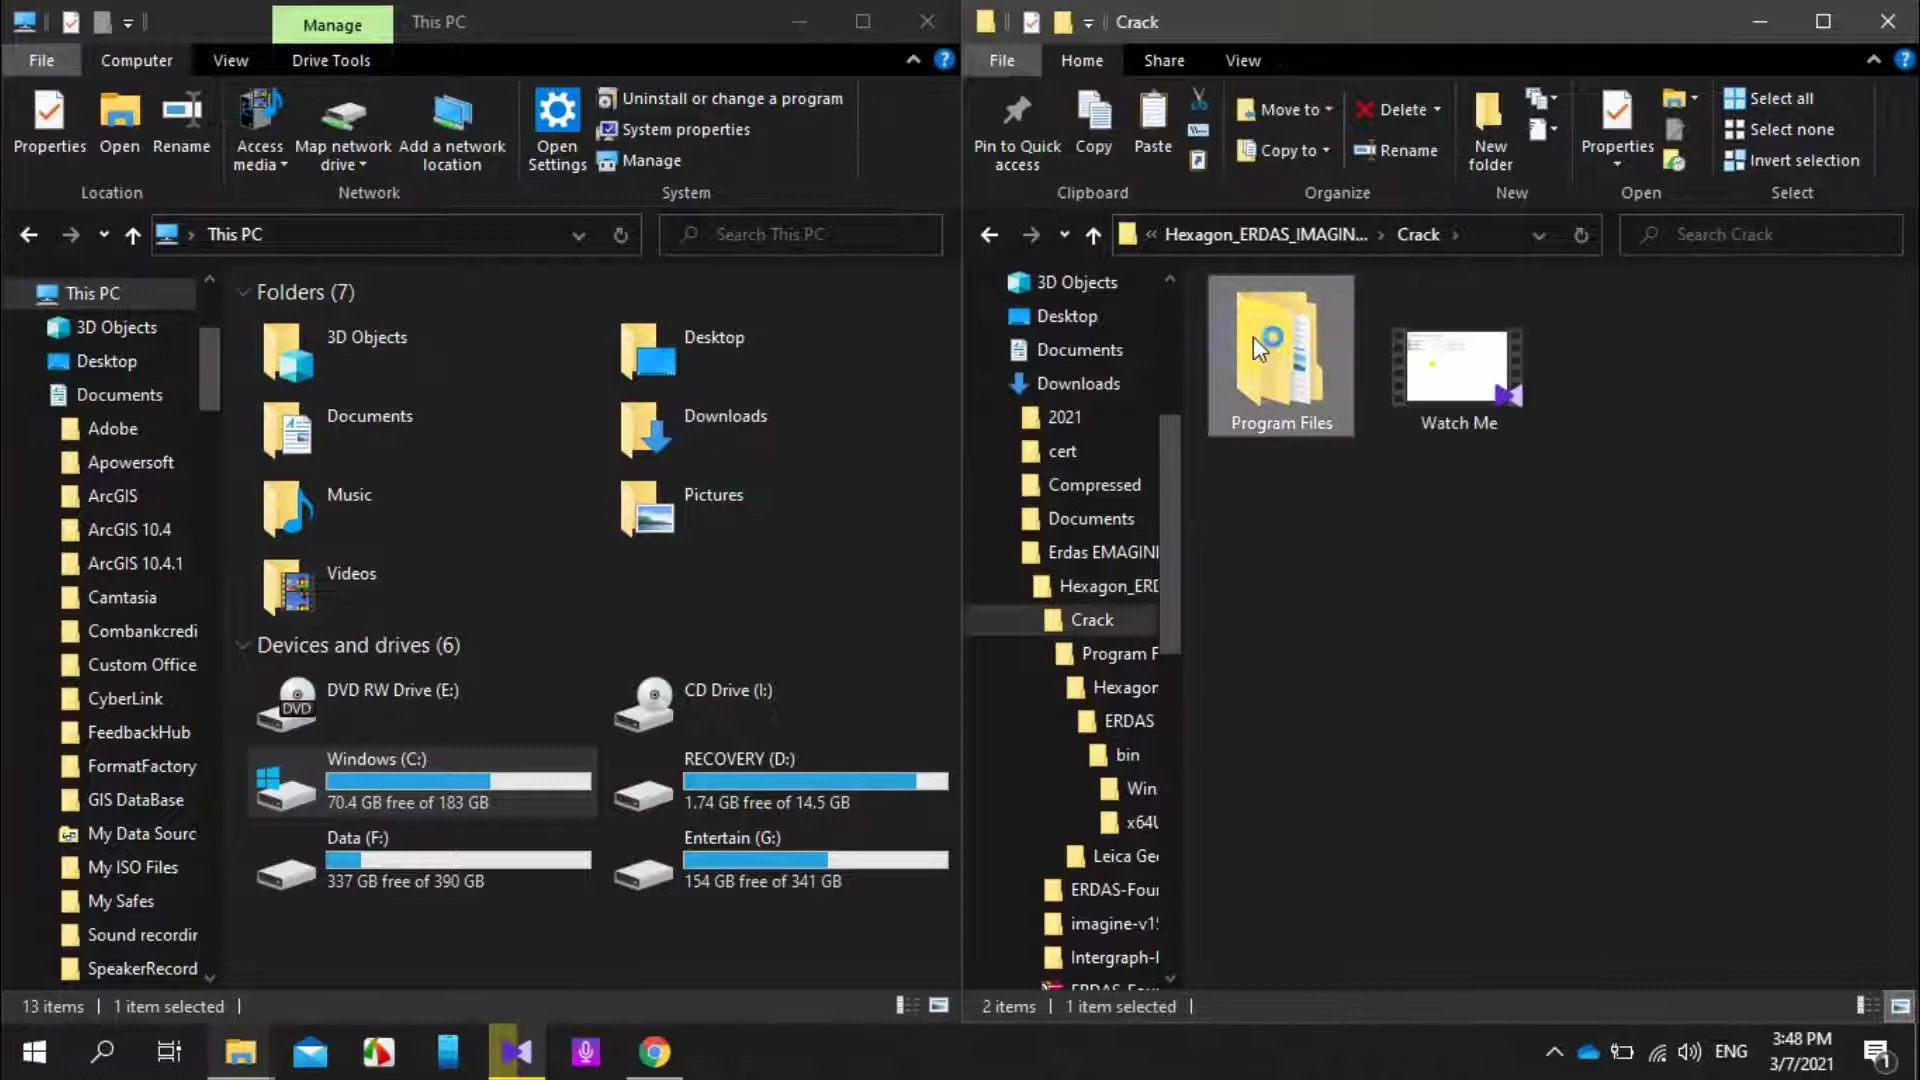 Manage
This PC
File
Computer
View
Drive Tools
Properties
Open
Rename
Access media
Map network drive
Add a network location
Open Settings
Uninstall or change a program
System properties
Manage
Location
Network
System
This PC
Search This PC
This PC
3D Objects
Desktop
Documents
Adobe
Apowersoft
ArcGIS
ArcGIS 10.4
ArcGIS 10.4.1
Camtasia
Combankcredi
Custom Office
CyberLink
FeedbackHub
FormatFactory
GIS DataBase
My Data Sourc
My ISO Files
My Safes
Sound recordir
SpeakerRecord
Folders (7)
3D Objects
Desktop
Documents
Downloads
Music
Pictures
Videos
Devices and drives (6)
DVD RW Drive (E:)
DVD
CD Drive (I:)
Windows (C:)
70.4 GB free of 183 GB
RECOVERY (D:)
1.74 GB free of 14.5 GB
Data (F:)
337 GB free of 390 GB
Entertain (G:)
154 GB free of 341 GB
13 items
1 item selected
Crack
File
Home
Share
View
Pin to Quick access
Copy
Paste
Move to
Copy to
Delete
Rename
New folder
Properties
Select all
Select none
Invert selection
Clipboard
Organize
New
Open
Select
« Hexagon_ERDAS_IMAGIN... › Crack ›
Search Crack
3D Objects
Desktop
Documents
Downloads
2021
cert
Compressed
Documents
Erdas EMAGINI
Hexagon_ERD
Crack
Program F
Hexagon
ERDAS
bin
Win
x64U
Leica Geo
ERDAS-Foun
imagine-v1
Intergraph-I
Program Files
Watch Me
2 items
1 item selected
ENG
3:48 PM
3/7/2021
1